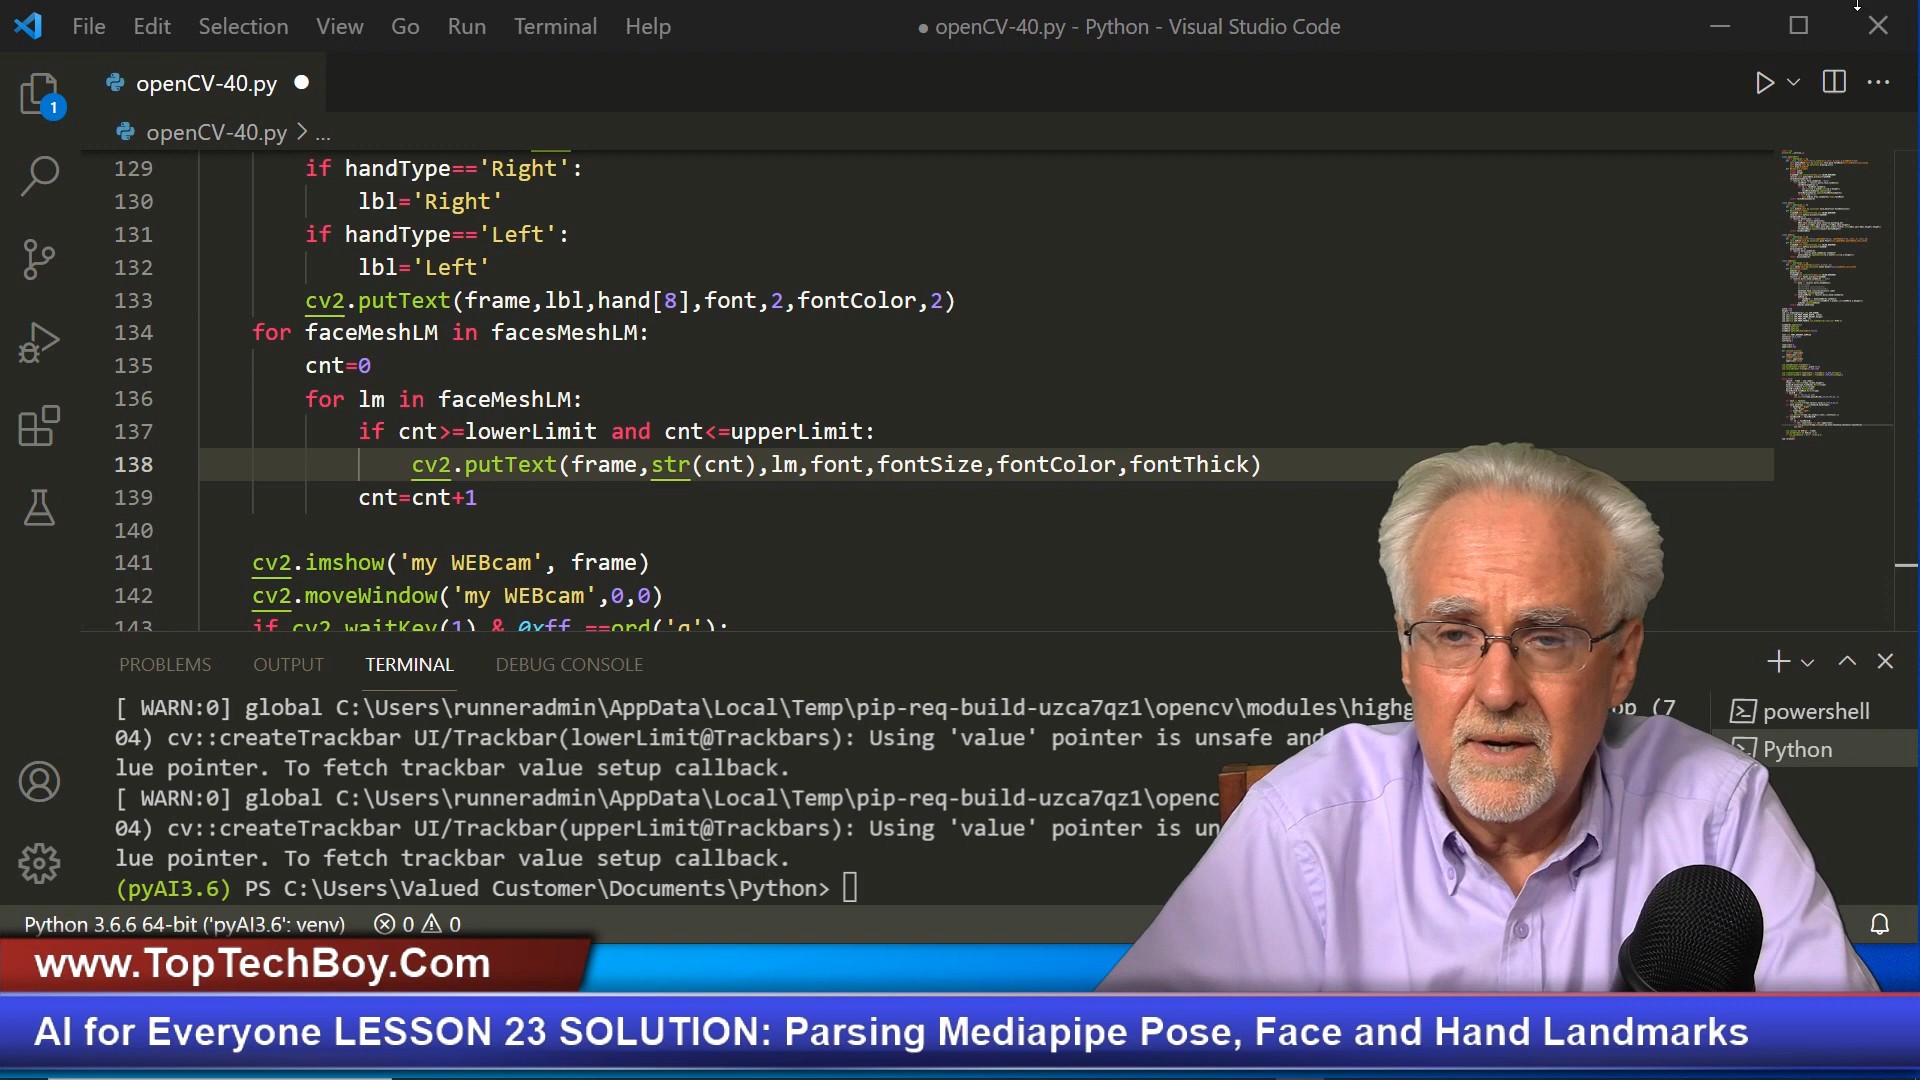 File Edit Selection View Go Run Terminal Help
● openCV-40.py - Python - Visual Studio Code
openCV-40.py
1
openCV-40.py > ...
129 if handType=='Right':
130 lbl='Right'
131 if handType=='Left':
132 lbl='Left'
133 cv2.putText(frame,lbl,hand[8],font,2,fontColor,2)
134 for faceMeshLM in facesMeshLM:
135 cnt=0
136 for lm in faceMeshLM:
137 if cnt>=lowerLimit and cnt<=upperLimit:
138 cv2.putText(frame,str(cnt),lm,font,fontSize,fontColor,fontThick)
139 cnt=cnt+1
140
141 cv2.imshow('my WEBcam', frame)
142 cv2.moveWindow('my WEBcam',0,0)
143 if cv2.waitKey(1) & 0xff ==ord('q'):
PROBLEMS OUTPUT TERMINAL DEBUG CONSOLE
[ WARN:0] global C:\Users\runneradmin\AppData\Local\Temp\pip-req-build-uzca7qz1\opencv\modules\highg pp (7
04) cv::createTrackbar UI/Trackbar(lowerLimit@Trackbars): Using 'value' pointer is unsafe and
lue pointer. To fetch trackbar value setup callback.
[ WARN:0] global C:\Users\runneradmin\AppData\Local\Temp\pip-req-build-uzca7qz1\openc
04) cv::createTrackbar UI/Trackbar(upperLimit@Trackbars): Using 'value' pointer is un
lue pointer. To fetch trackbar value setup callback.
(pyAI3.6) PS C:\Users\Valued Customer\Documents\Python>
powershell
Python
Python 3.6.6 64-bit ('pyAI3.6': venv) 0 0
www.TopTechBoy.Com
AI for Everyone LESSON 23 SOLUTION: Parsing Mediapipe Pose, Face and Hand Landmarks